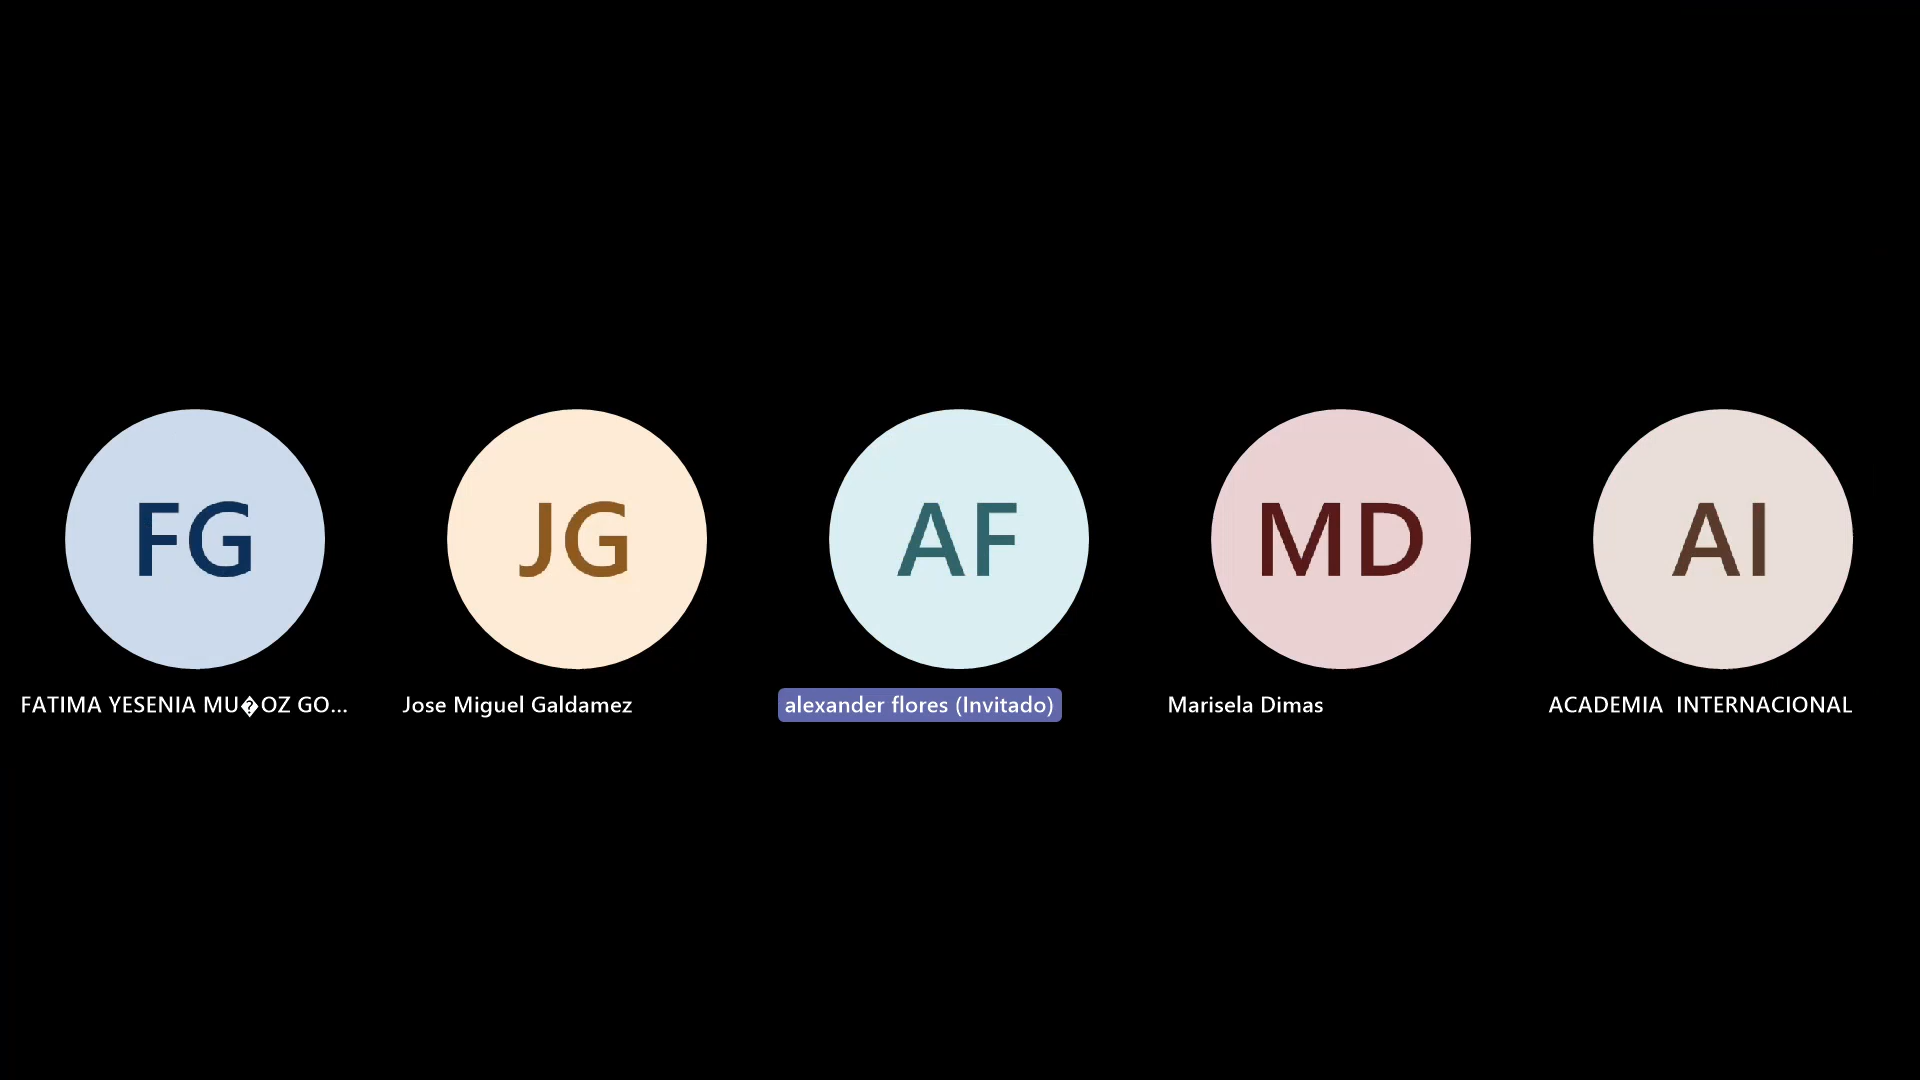 FG
JG
AF
MD
AI
FATIMA YESENIA MU�OZ GO...
Jose Miguel Galdamez
alexander flores (Invitado)
Marisela Dimas
ACADEMIA  INTERNACIONAL